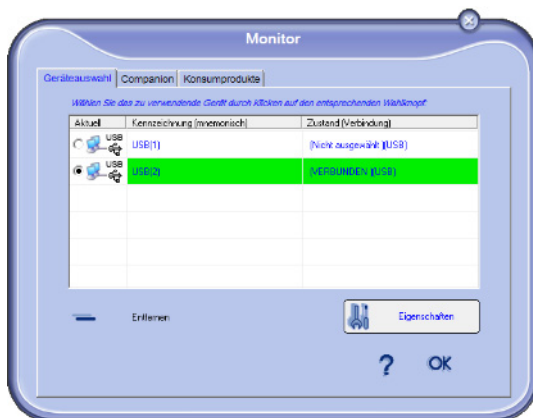 Monitor
Geräteauswahl Companion Konsumprodukte
Wählen Sie das zu verwendende Gerät durch Klicken auf den entsprechenden Wahlknopf
Aktuell Kennzeichnung (mnemonisch) Zustand (Verbindung)
USB USB(1) (Nicht ausgewählt )(USB)
USB USB(2) (VERBUNDEN )(USB)
Entfernen Eigenschaften
? OK